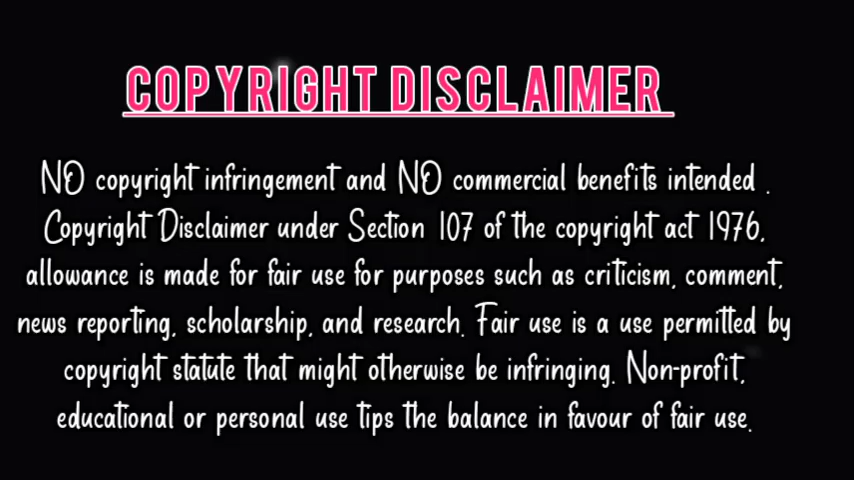 COPYRIGHT DISCLAIMER
NO copyright infringement and NO commercial benefits intended .
Copyright Disclaimer under Section 107 of the copyright act 1976,
allowance is made for fair use for purposes such as criticism, comment,
news reporting, scholarship, and research. Fair use is a use permitted by
copyright statute that might otherwise be infringing. Non-profit,
educational or personal use tips the balance in favour of fair use.